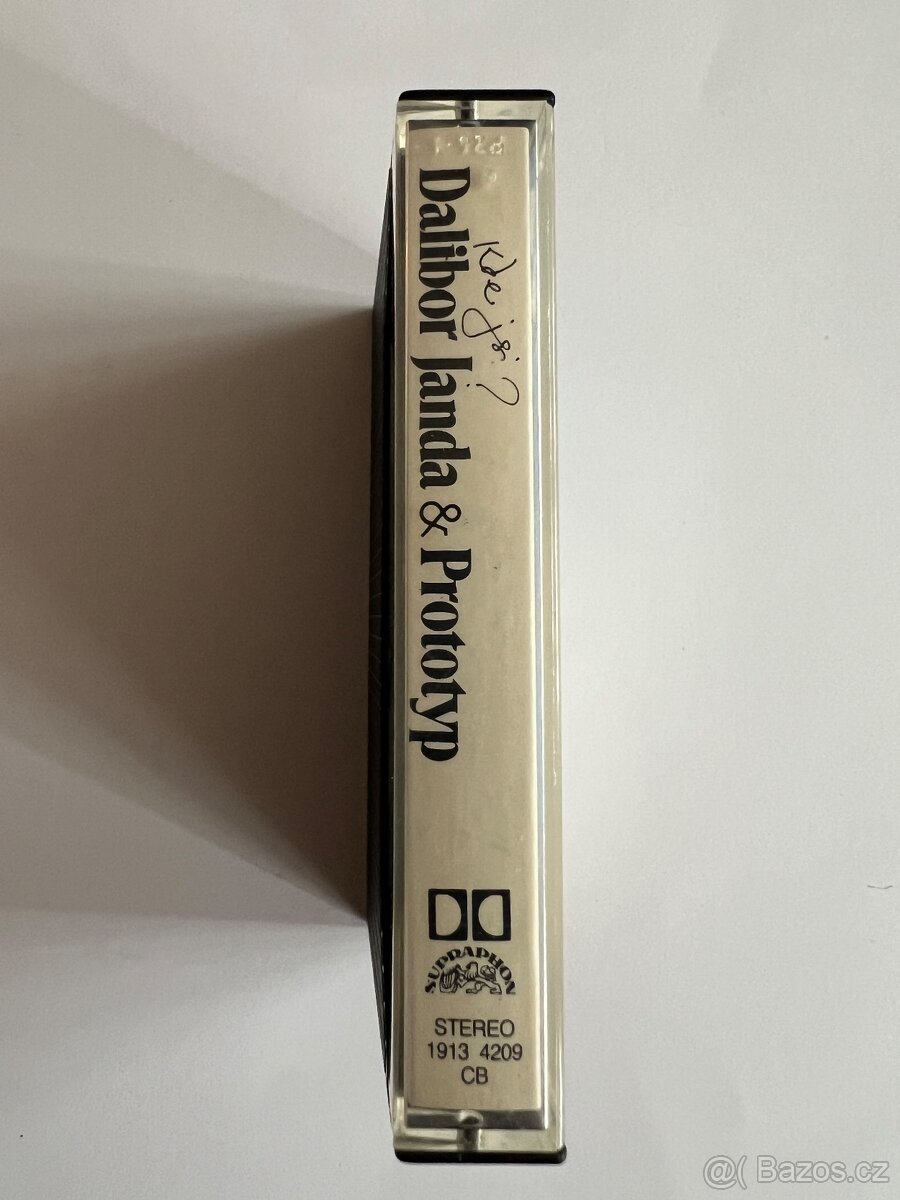 Kde jsi?
Dalibor Janda & Prototyp
SUPRAPHON
STEREO
1913 4209
CB
@( Bazos.cz